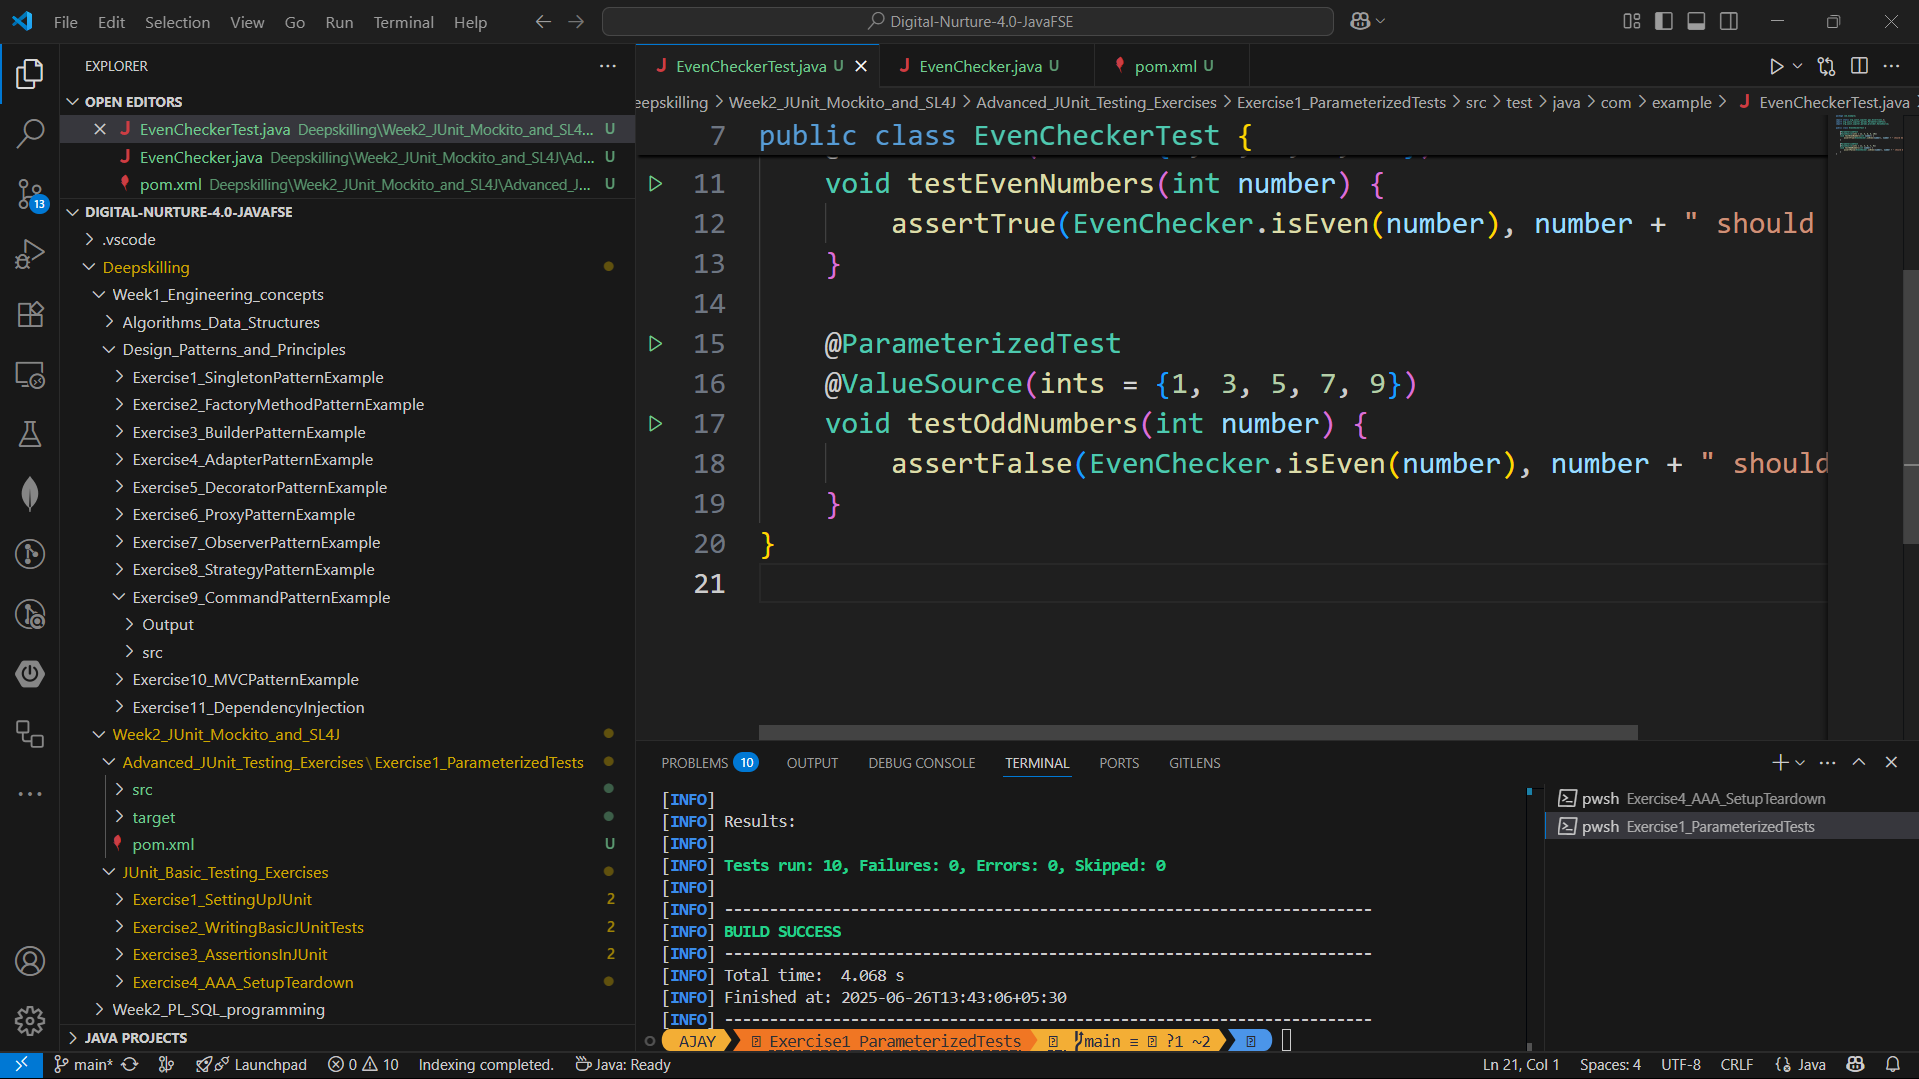 File Edit Selection View Go Run Terminal Help
Digital-Nurture-4.0-JavaFSE
EXPLORER
OPEN EDITORS
EvenCheckerTest.java Deepskilling\Week2_JUnit_Mockito_and_SL4... U
EvenChecker.java Deepskilling\Week2_JUnit_Mockito_and_SL4J\Ad... U
pom.xml Deepskilling\Week2_JUnit_Mockito_and_SL4J\Advanced_J... U
DIGITAL-NURTURE-4.0-JAVAFSE
.vscode
Deepskilling
Week1_Engineering_concepts
Algorithms_Data_Structures
Design_Patterns_and_Principles
Exercise1_SingletonPatternExample
Exercise2_FactoryMethodPatternExample
Exercise3_BuilderPatternExample
Exercise4_AdapterPatternExample
Exercise5_DecoratorPatternExample
Exercise6_ProxyPatternExample
Exercise7_ObserverPatternExample
Exercise8_StrategyPatternExample
Exercise9_CommandPatternExample
Output
src
Exercise10_MVCPatternExample
Exercise11_DependencyInjection
Week2_JUnit_Mockito_and_SL4J
Advanced_JUnit_Testing_Exercises\Exercise1_ParameterizedTests
src
target
pom.xml U
JUnit_Basic_Testing_Exercises
Exercise1_SettingUpJUnit 2
Exercise2_WritingBasicJUnitTests 2
Exercise3_AssertionsInJUnit 2
Exercise4_AAA_SetupTeardown
Week2_PL_SQL_programming
JAVA PROJECTS
13
EvenCheckerTest.java U
EvenChecker.java U
pom.xml U
eepskilling > Week2_JUnit_Mockito_and_SL4J > Advanced_JUnit_Testing_Exercises > Exercise1_ParameterizedTests > src > test > java > com > example > EvenCheckerTest.java >
7 public class EvenCheckerTest {
11 void testEvenNumbers(int number) {
12 assertTrue(EvenChecker.isEven(number), number + " should
13 }
14
15 @ParameterizedTest
16 @ValueSource(ints = {1, 3, 5, 7, 9})
17 void testOddNumbers(int number) {
18 assertFalse(EvenChecker.isEven(number), number + " should
19 }
20 }
21
PROBLEMS 10 OUTPUT DEBUG CONSOLE TERMINAL PORTS GITLENS
[INFO]
[INFO] Results:
[INFO]
[INFO] Tests run: 10, Failures: 0, Errors: 0, Skipped: 0
[INFO]
[INFO] ------------------------------------------------------------------------
[INFO] BUILD SUCCESS
[INFO] ------------------------------------------------------------------------
[INFO] Total time:  4.068 s
[INFO] Finished at: 2025-06-26T13:43:06+05:30
[INFO] ------------------------------------------------------------------------
AJAY Exercise1_ParameterizedTests main ≡ ?1 ~2
pwsh Exercise4_AAA_SetupTeardown
pwsh Exercise1_ParameterizedTests
main* Launchpad 0 10 Indexing completed. Java: Ready
Ln 21, Col 1 Spaces: 4 UTF-8 CRLF {} Java